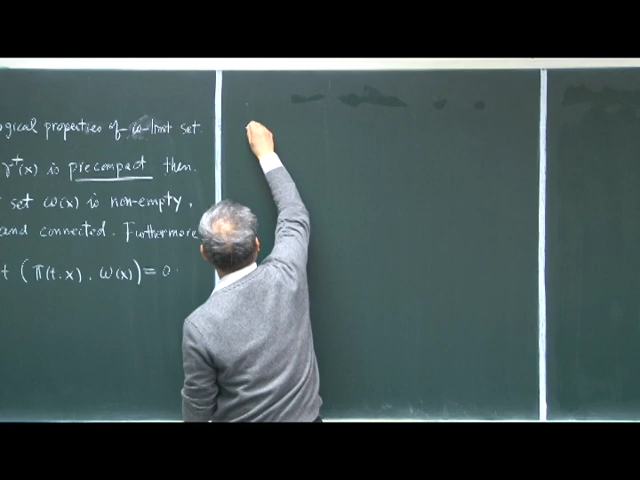 ogical properties of ω-limit set.
γ⁺(x) is precompact then.
set ω(x) is non-empty,
and connected. Furthermore
t (π(t.x), ω(x)) = 0.